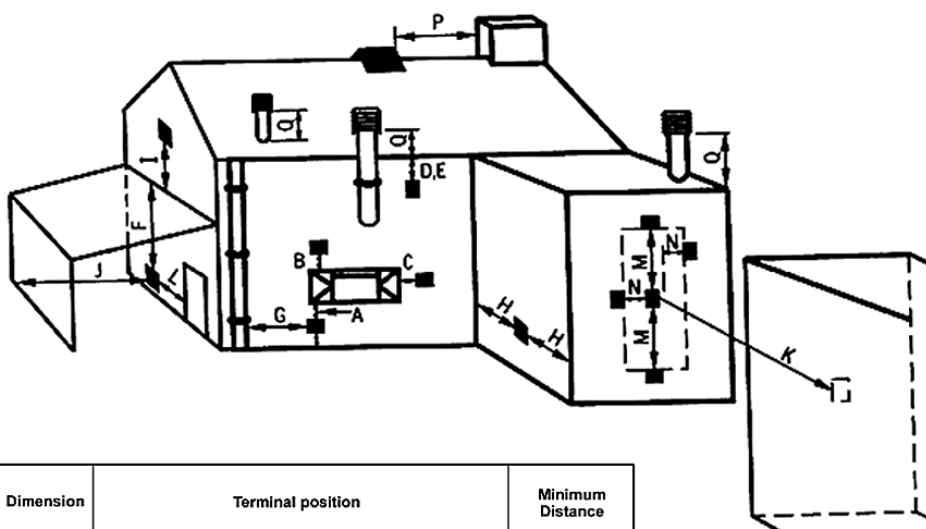 P
Q
Q
D,E
Q
I
F
B
C
M
N
J
L
N
G
A
H
H
M
K
Dimension
Terminal position
Minimum
Distance